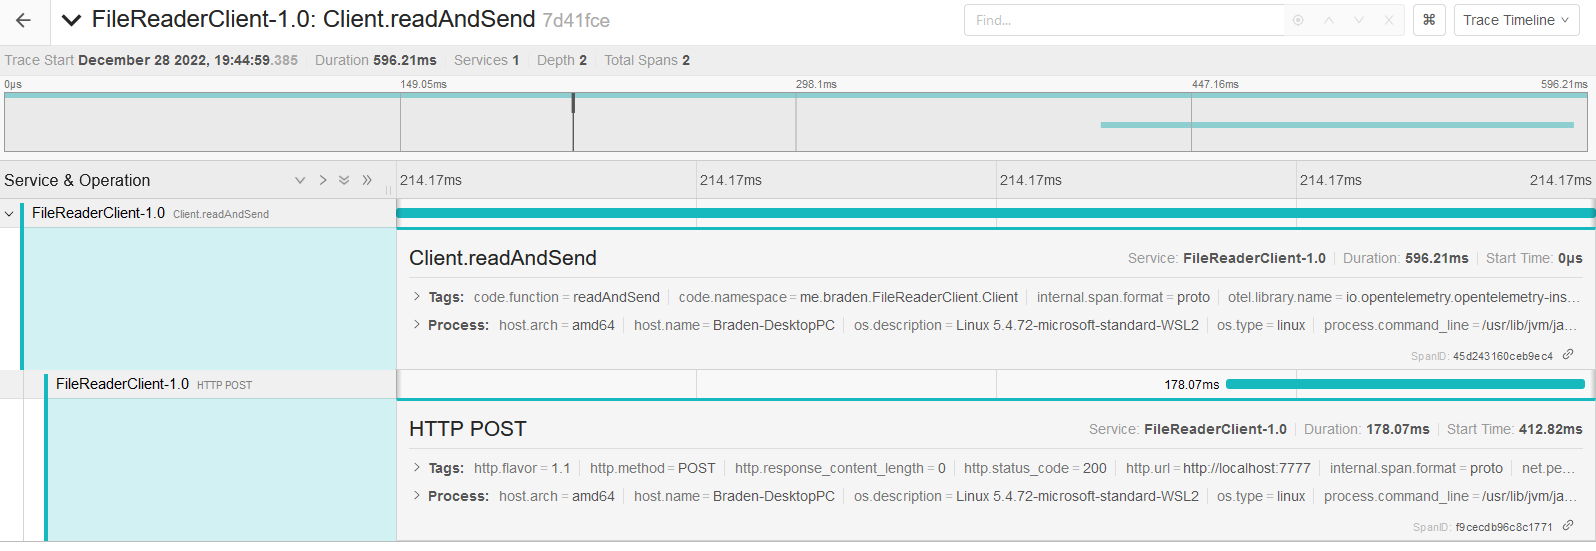 FileReaderClient-1.0: Client.readAndSend 7d41fce
Find...
⌘
Trace Timeline
Trace Start December 28 2022, 19:44:59.385 Duration 596.21ms Services 1 Depth 2 Total Spans 2
0μs 149.05ms 298.1ms 447.16ms 596.21ms
Service & Operation 214.17ms 214.17ms 214.17ms 214.17ms 214.17ms
FileReaderClient-1.0 Client.readAndSend
Client.readAndSend Service: FileReaderClient-1.0 Duration: 596.21ms Start Time: 0μs
Tags: code.function = readAndSend code.namespace = me.braden.FileReaderClient.Client internal.span.format = proto otel.library.name = io.opentelemetry.opentelemetry-ins...
Process: host.arch = amd64 host.name = Braden-DesktopPC os.description = Linux 5.4.72-microsoft-standard-WSL2 os.type = linux process.command_line = /usr/lib/jvm/ja...
SpanID: 45d243160ceb9ec4
FileReaderClient-1.0 HTTP POST 178.07ms
HTTP POST Service: FileReaderClient-1.0 Duration: 178.07ms Start Time: 412.82ms
Tags: http.flavor = 1.1 http.method = POST http.response_content_length = 0 http.status_code = 200 http.url = http://localhost:7777 internal.span.format = proto net.pe...
Process: host.arch = amd64 host.name = Braden-DesktopPC os.description = Linux 5.4.72-microsoft-standard-WSL2 os.type = linux process.command_line = /usr/lib/jvm/ja...
SpanID: f9cecdb96c8c1771